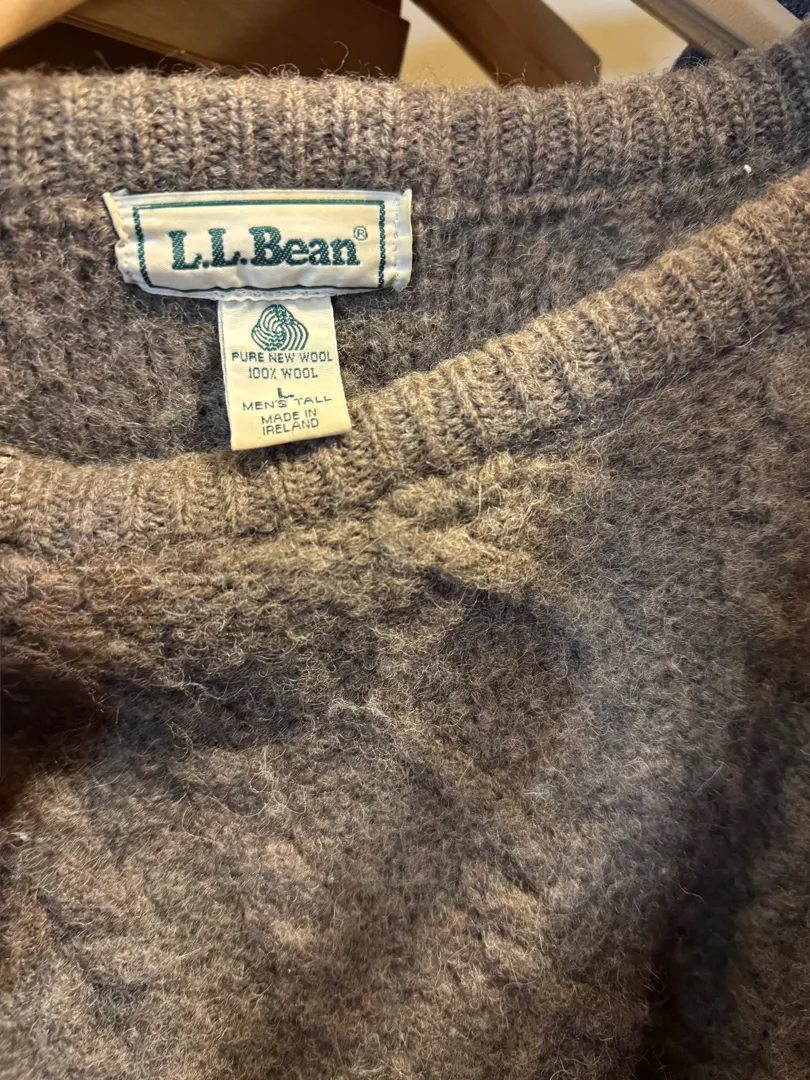 L.L.Bean®
PURE NEW WOOL
100% WOOL
L
MEN'S TALL
MADE IN
IRELAND